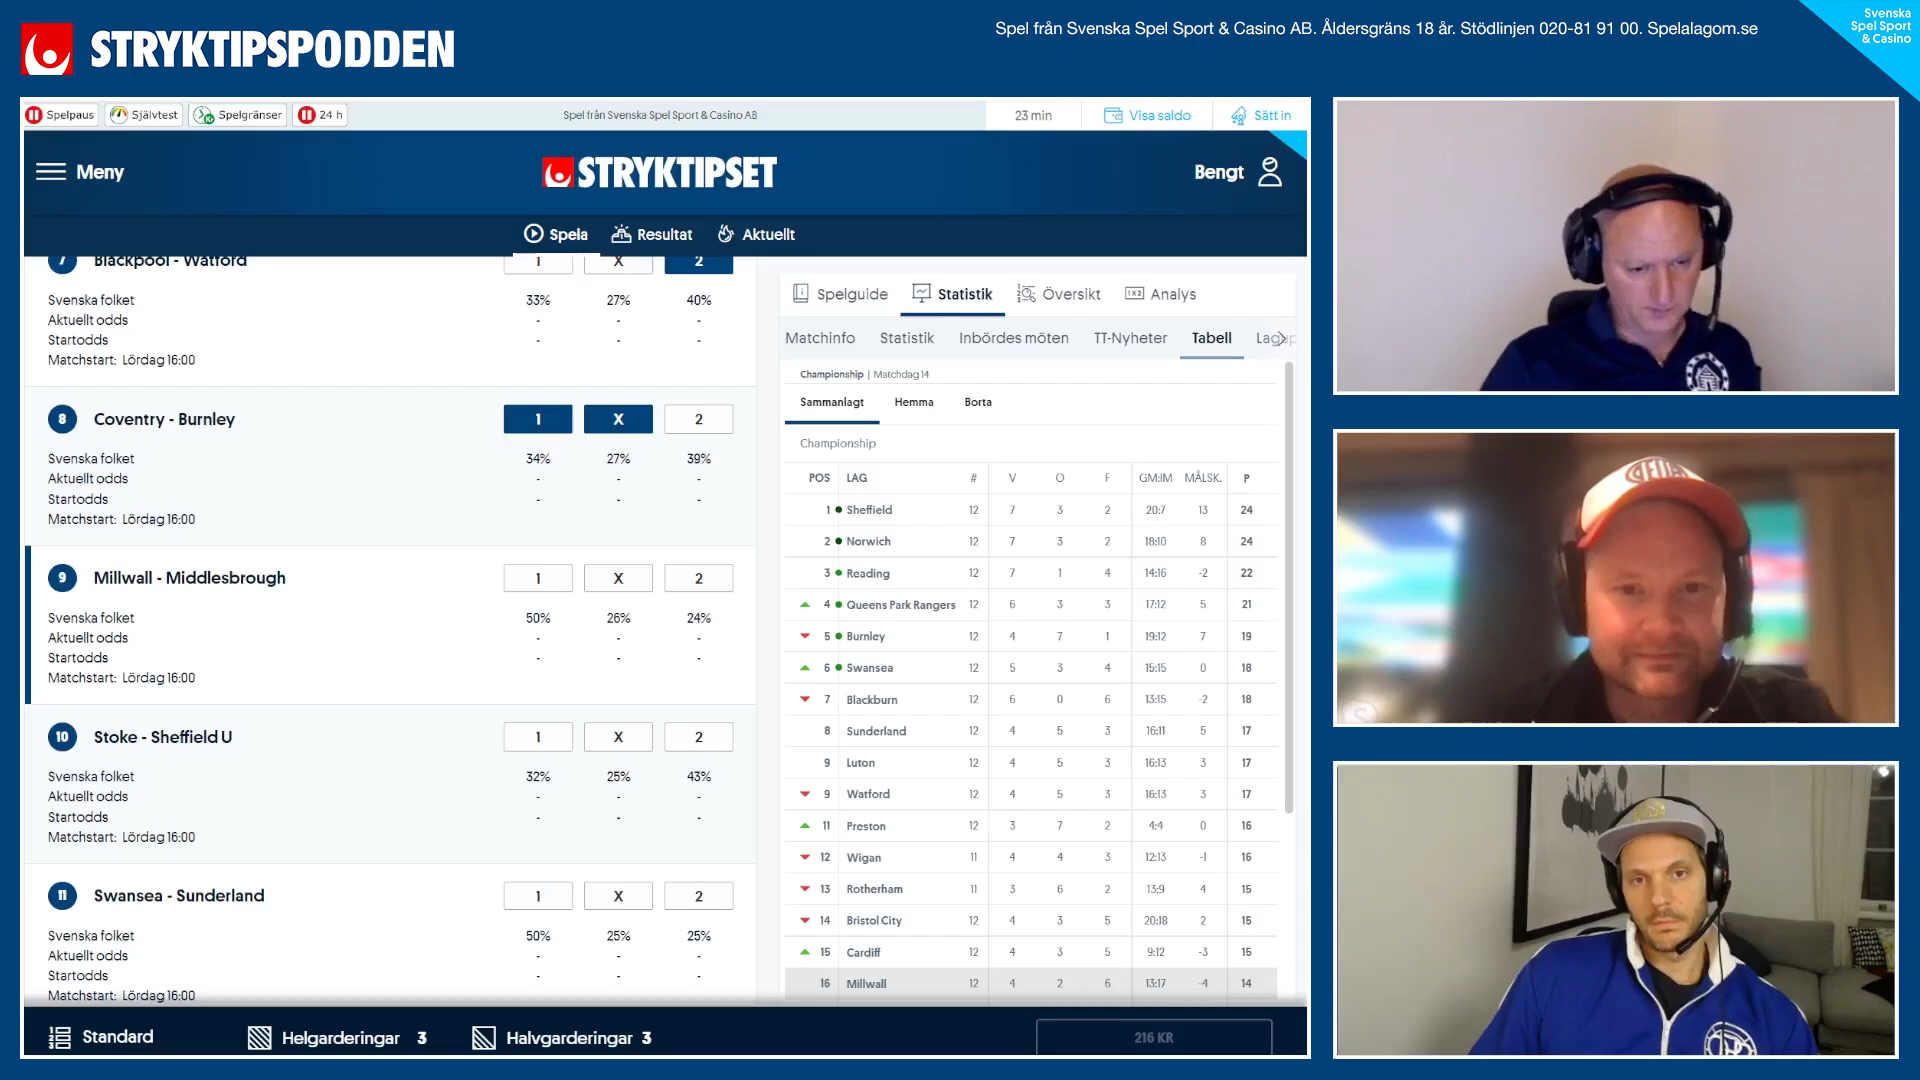 STRYKTIPSPODDEN
Spel från Svenska Spel Sport & Casino AB. Åldersgräns 18 år. Stödlinjen 020-81 91 00. Spelalagom.se
Svenska
Spel Sport
& Casino
Spelpaus Självtest Spelgränser 24 h
Spel från Svenska Spel Sport & Casino AB
23 min Visa saldo Sätt in
Meny
STRYKTIPSET
Bengt
Spela Resultat Aktuellt
7 Blackpool - Watford 1 X 2
Svenska folket 33% 27% 40%
Aktuellt odds - - -
Startodds - - -
Matchstart: Lördag 16:00
8 Coventry - Burnley 1 X 2
Svenska folket 34% 27% 39%
Aktuellt odds - - -
Startodds - - -
Matchstart: Lördag 16:00
9 Millwall - Middlesbrough 1 X 2
Svenska folket 50% 26% 24%
Aktuellt odds - - -
Startodds - - -
Matchstart: Lördag 16:00
10 Stoke - Sheffield U 1 X 2
Svenska folket 32% 25% 43%
Aktuellt odds - - -
Startodds - - -
Matchstart: Lördag 16:00
11 Swansea - Sunderland 1 X 2
Svenska folket 50% 25% 25%
Aktuellt odds - - -
Startodds - - -
Matchstart: Lördag 16:00
Spelguide Statistik Översikt Analys
Matchinfo Statistik Inbördes möten TT-Nyheter Tabell
Championship | Matchdag 14
Sammanlagt Hemma Borta
Championship
POS LAG # V O F GM:IM MÅLSK. P
1 Sheffield 12 7 3 2 20:7 13 24
2 Norwich 12 7 3 2 18:10 8 24
3 Reading 12 7 1 4 14:16 -2 22
4 Queens Park Rangers 12 6 3 3 17:12 5 21
5 Burnley 12 4 7 1 19:12 7 19
6 Swansea 12 5 3 4 15:15 0 18
7 Blackburn 12 6 0 6 13:15 -2 18
8 Sunderland 12 4 5 3 16:11 5 17
9 Luton 12 4 5 3 16:13 3 17
9 Watford 12 4 5 3 16:13 3 17
11 Preston 12 3 7 2 4:4 0 16
12 Wigan 11 4 4 3 12:13 -1 16
13 Rotherham 11 3 6 2 13:9 4 15
14 Bristol City 12 4 3 5 20:18 2 15
15 Cardiff 12 4 3 5 9:12 -3 15
16 Millwall 12 4 2 6 13:17 -4 14
Standard Helgarderingar 3 Halvgarderingar 3 216 KR